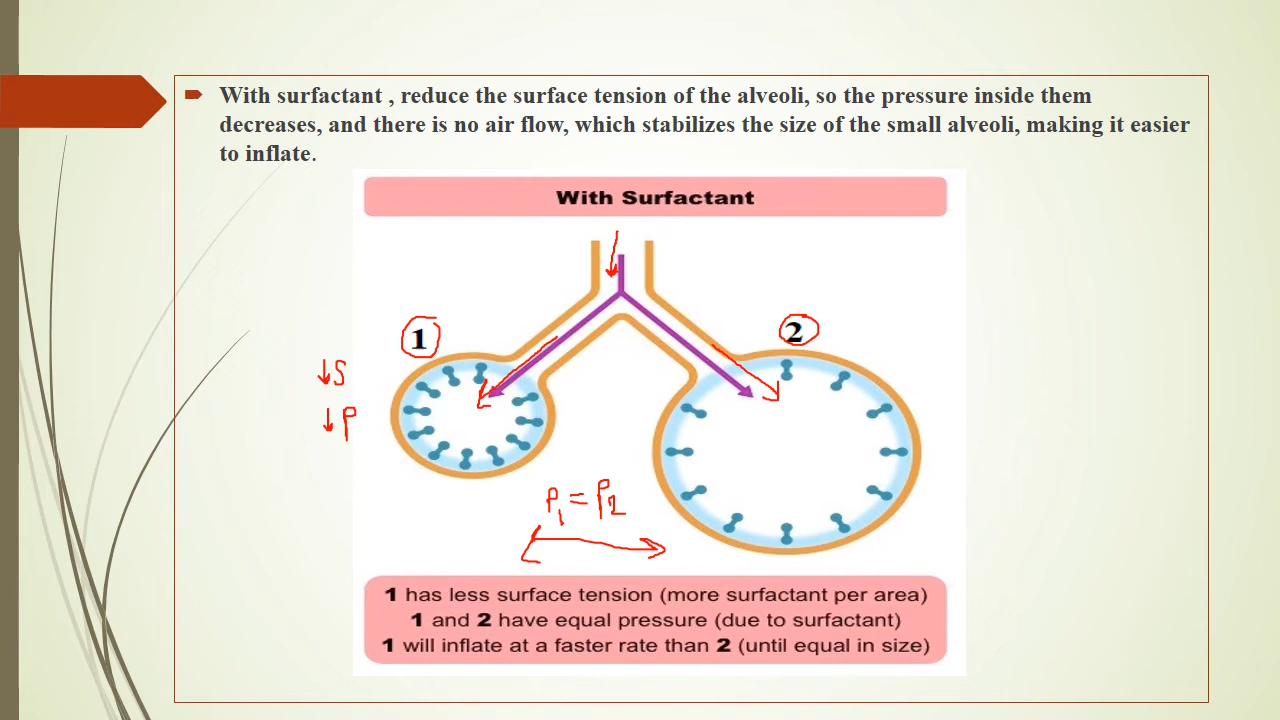 With surfactant , reduce the surface tension of the alveoli, so the pressure inside them
decreases, and there is no air flow, which stabilizes the size of the small alveoli, making it easier
to inflate.
With Surfactant
1
2
↓S
↓P
P1 = P2
1 has less surface tension (more surfactant per area)
1 and 2 have equal pressure (due to surfactant)
1 will inflate at a faster rate than 2 (until equal in size)